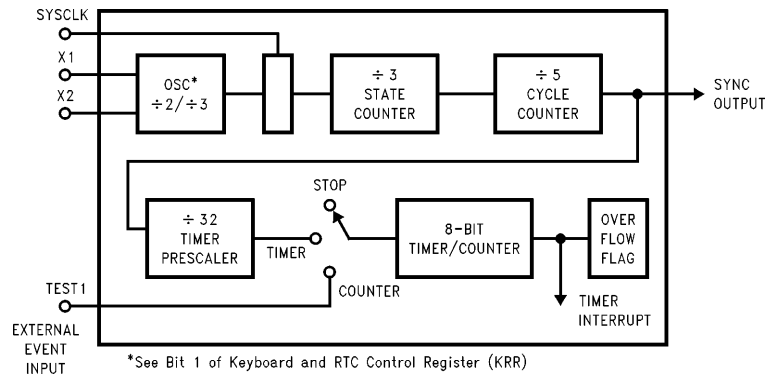 SYSCLK
X1
X2
OSC*
÷2/÷3
÷ 3
STATE
COUNTER
÷ 5
CYCLE
COUNTER
SYNC
OUTPUT
÷ 32
TIMER
PRESCALER
STOP
TIMER
COUNTER
8-BIT
TIMER/COUNTER
OVER
FLOW
FLAG
TIMER
INTERRUPT
TEST1
EXTERNAL
EVENT
INPUT
*See Bit 1 of Keyboard and RTC Control Register (KRR)